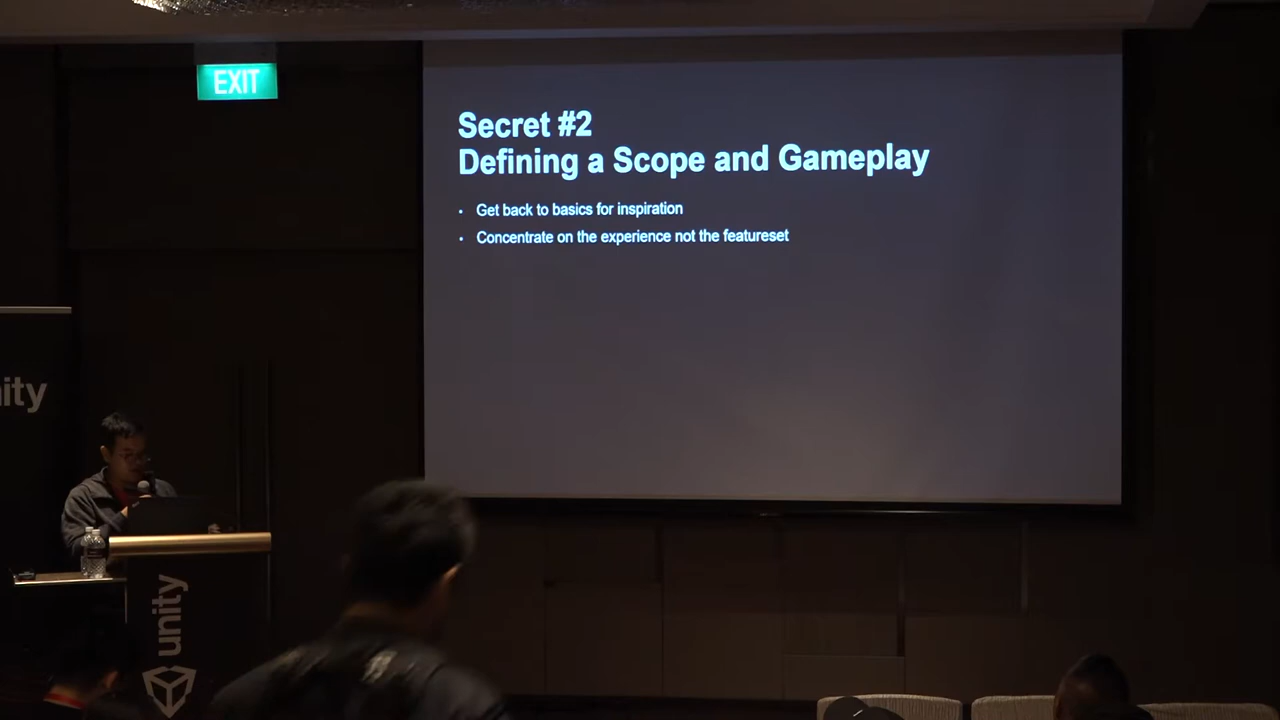 EXIT
Secret #2
Defining a Scope and Gameplay
• Get back to basics for inspiration
• Concentrate on the experience not the featureset
ity
unity